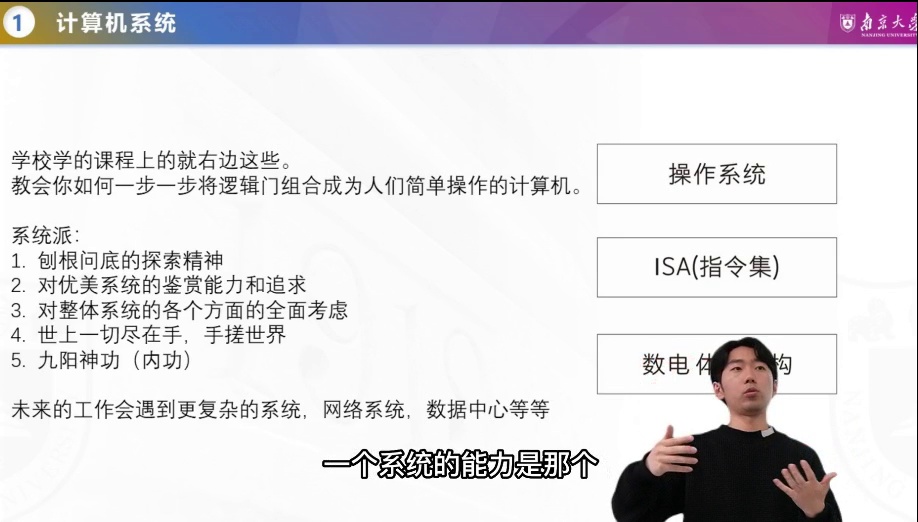 1 计算机系统
南京大学
NANJING UNIVERSITY
学校学的课程上的就右边这些。
教会你如何一步一步将逻辑门组合成为人们简单操作的计算机。
系统派：
1. 刨根问底的探索精神
2. 对优美系统的鉴赏能力和追求
3. 对整体系统的各个方面的全面考虑
4. 世上一切尽在手，手搓世界
5. 九阳神功（内功）
未来的工作会遇到更复杂的系统，网络系统，数据中心等等
操作系统
ISA(指令集)
数电 体 构
一个系统的能力是那个